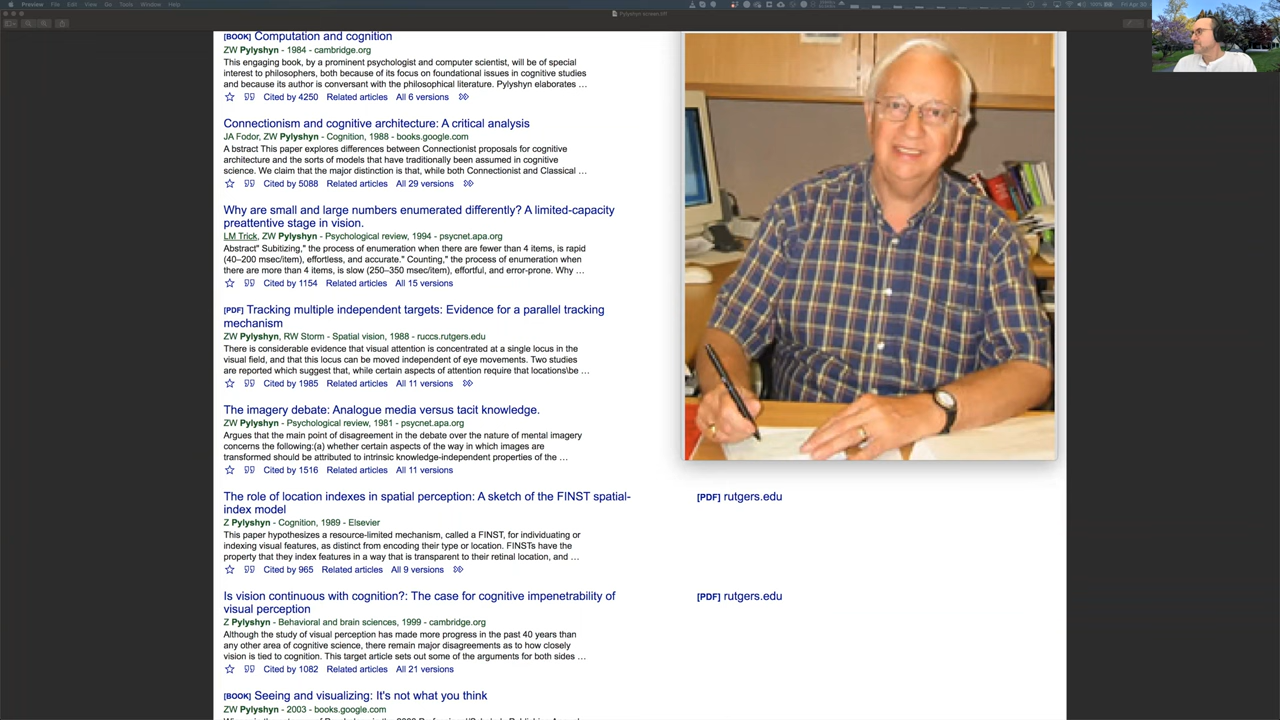 Preview File Edit View Go Tools Window Help
Pylyshyn screen.tiff
[BOOK] Computation and cognition
ZW Pylyshyn - 1984 - cambridge.org
This engaging book, by a prominent psychologist and computer scientist, will be of special
interest to philosophers, both because of its focus on foundational issues in cognitive studies
and because its author is conversant with the philosophical literature. Pylyshyn elaborates …
Cited by 4250 Related articles All 6 versions
Connectionism and cognitive architecture: A critical analysis
JA Fodor, ZW Pylyshyn - Cognition, 1988 - books.google.com
A bstract This paper explores differences between Connectionist proposals for cognitive
architecture and the sorts of models that have traditionally been assumed in cognitive
science. We claim that the major distinction is that, while both Connectionist and Classical …
Cited by 5088 Related articles All 29 versions
Why are small and large numbers enumerated differently? A limited-capacity
preattentive stage in vision.
LM Trick, ZW Pylyshyn - Psychological review, 1994 - psycnet.apa.org
Abstract" Subitizing," the process of enumeration when there are fewer than 4 items, is rapid
(40–200 msec/item), effortless, and accurate." Counting," the process of enumeration when
there are more than 4 items, is slow (250–350 msec/item), effortful, and error-prone. Why …
Cited by 1154 Related articles All 15 versions
[PDF] Tracking multiple independent targets: Evidence for a parallel tracking
mechanism
ZW Pylyshyn, RW Storm - Spatial vision, 1988 - ruccs.rutgers.edu
There is considerable evidence that visual attention is concentrated at a single locus in the
visual field, and that this locus can be moved independent of eye movements. Two studies
are reported which suggest that, while certain aspects of attention require that locations\be …
Cited by 1985 Related articles All 11 versions
The imagery debate: Analogue media versus tacit knowledge.
ZW Pylyshyn - Psychological review, 1981 - psycnet.apa.org
Argues that the main point of disagreement in the debate over the nature of mental imagery
concerns the following:(a) whether certain aspects of the way in which images are
transformed should be attributed to intrinsic knowledge-independent properties of the …
Cited by 1516 Related articles All 11 versions
The role of location indexes in spatial perception: A sketch of the FINST spatial-
index model
[PDF] rutgers.edu
Z Pylyshyn - Cognition, 1989 - Elsevier
This paper hypothesizes a resource-limited mechanism, called a FINST, for individuating or
indexing visual features, as distinct from encoding their type or location. FINSTs have the
property that they index features in a way that is transparent to their retinal location, and …
Cited by 965 Related articles All 9 versions
Is vision continuous with cognition?: The case for cognitive impenetrability of
visual perception
[PDF] rutgers.edu
Z Pylyshyn - Behavioral and brain sciences, 1999 - cambridge.org
Although the study of visual perception has made more progress in the past 40 years than
any other area of cognitive science, there remain major disagreements as to how closely
vision is tied to cognition. This target article sets out some of the arguments for both sides …
Cited by 1082 Related articles All 21 versions
[BOOK] Seeing and visualizing: It's not what you think
ZW Pylyshyn - 2003 - books.google.com